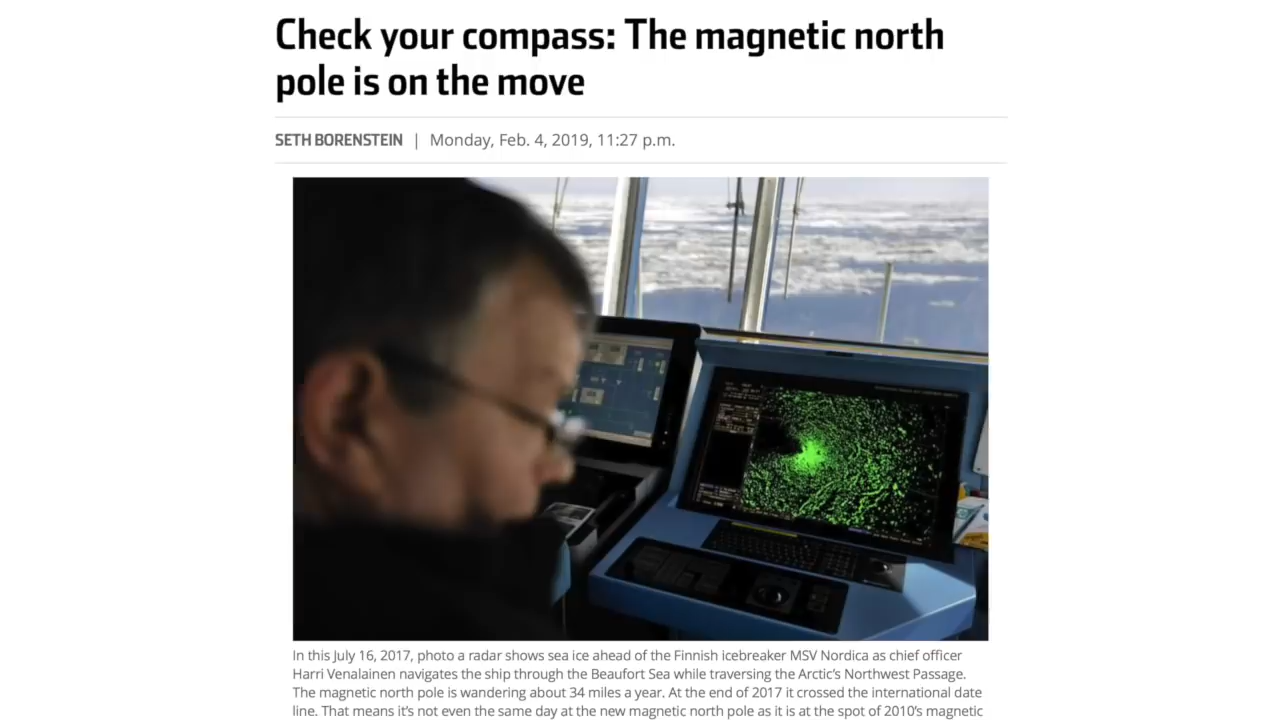 Check your compass: The magnetic north
pole is on the move
SETH BORENSTEIN | Monday, Feb. 4, 2019, 11:27 p.m.
In this July 16, 2017, photo a radar shows sea ice ahead of the Finnish icebreaker MSV Nordica as chief officer
Harri Venalainen navigates the ship through the Beaufort Sea while traversing the Arctic's Northwest Passage.
The magnetic north pole is wandering about 34 miles a year. At the end of 2017 it crossed the international date
line. That means it's not even the same day at the new magnetic north pole as it is at the spot of 2010's magnetic